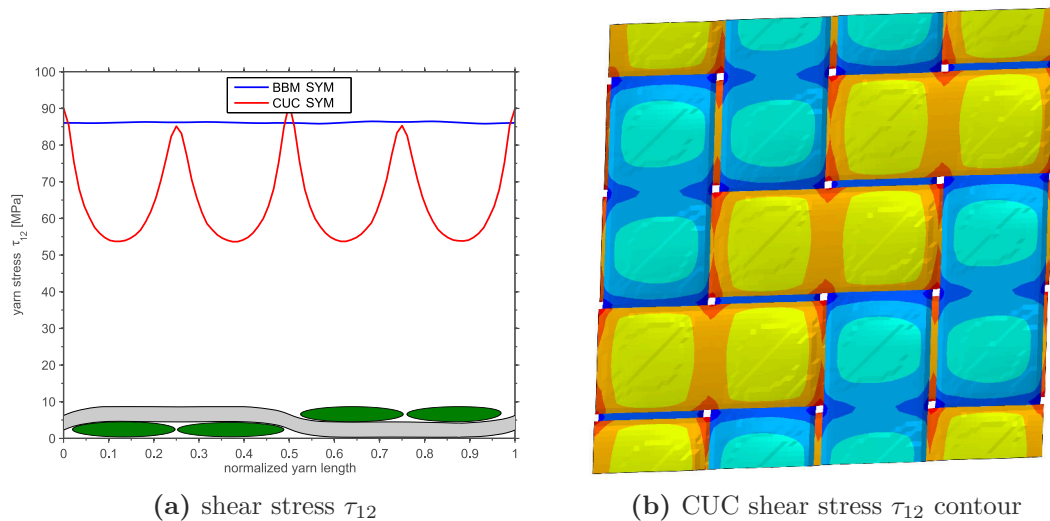 100
90
80
70
60
50
40
30
20
10
0
yarn stress τ12 [MPa]
BBM SYM
CUC SYM
0 0.1 0.2 0.3 0.4 0.5 0.6 0.7 0.8 0.9 1
normalized yarn length
(a) shear stress τ12
(b) CUC shear stress τ12 contour